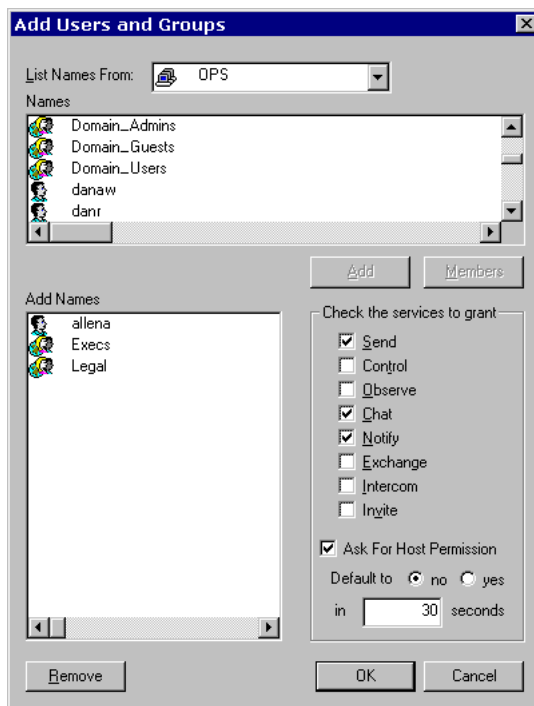 Add Users and Groups
List Names From: OPS
Names
Domain_Admins
Domain_Guests
Domain_Users
danaw
danr
Add Members
Add Names
allena
Execs
Legal
Check the services to grant
Send
Control
Observe
Chat
Notify
Exchange
Intercom
Invite
Ask For Host Permission
Default to no yes
in 30 seconds
Remove OK Cancel